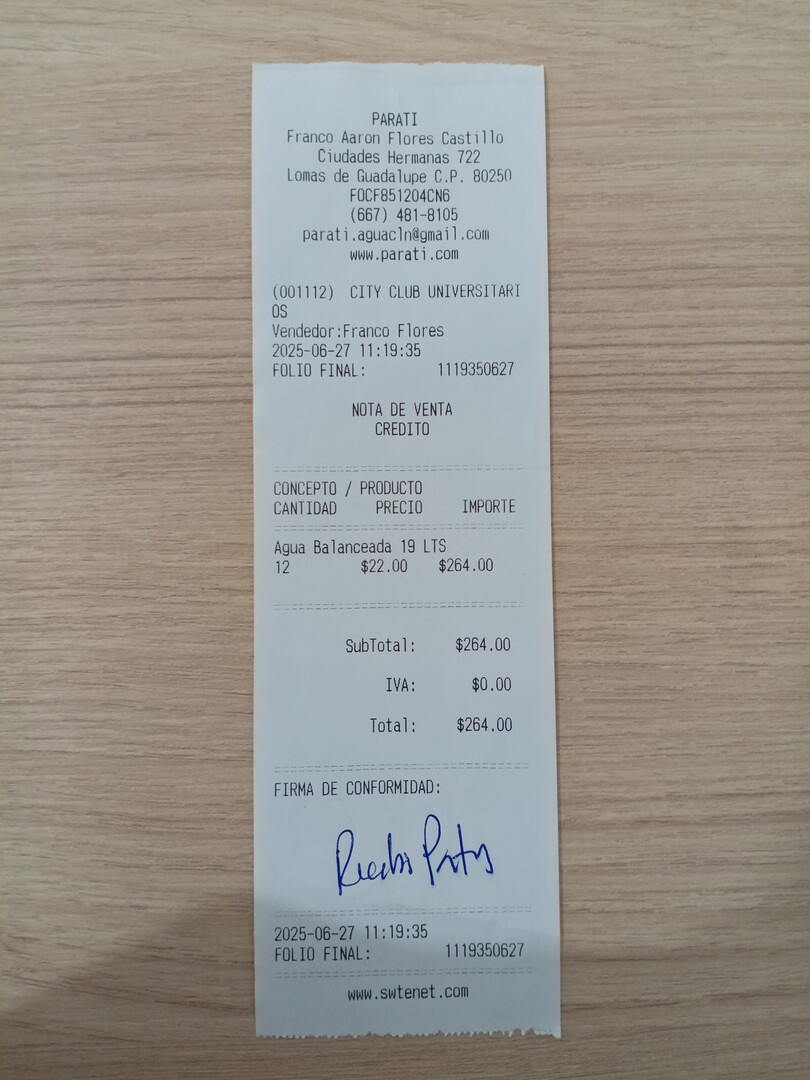 PARATI
Franco Aaron Flores Castillo
Ciudades Hermanas 722
Lomas de Guadalupe C.P. 80250
FOCF851204CN6
(667) 481-8105
parati.aguacln@gmail.com
www.parati.com
(001112) CITY CLUB UNIVERSITARI
OS
Vendedor:Franco Flores
2025-06-27 11:19:35
FOLIO FINAL: 1119350627
NOTA DE VENTA
CREDITO
CONCEPTO / PRODUCTO
CANTIDAD PRECIO IMPORTE
Agua Balanceada 19 LTS
12 $22.00 $264.00
SubTotal: $264.00
IVA: $0.00
Total: $264.00
FIRMA DE CONFORMIDAD:
2025-06-27 11:19:35
FOLIO FINAL: 1119350627
www.swtenet.com